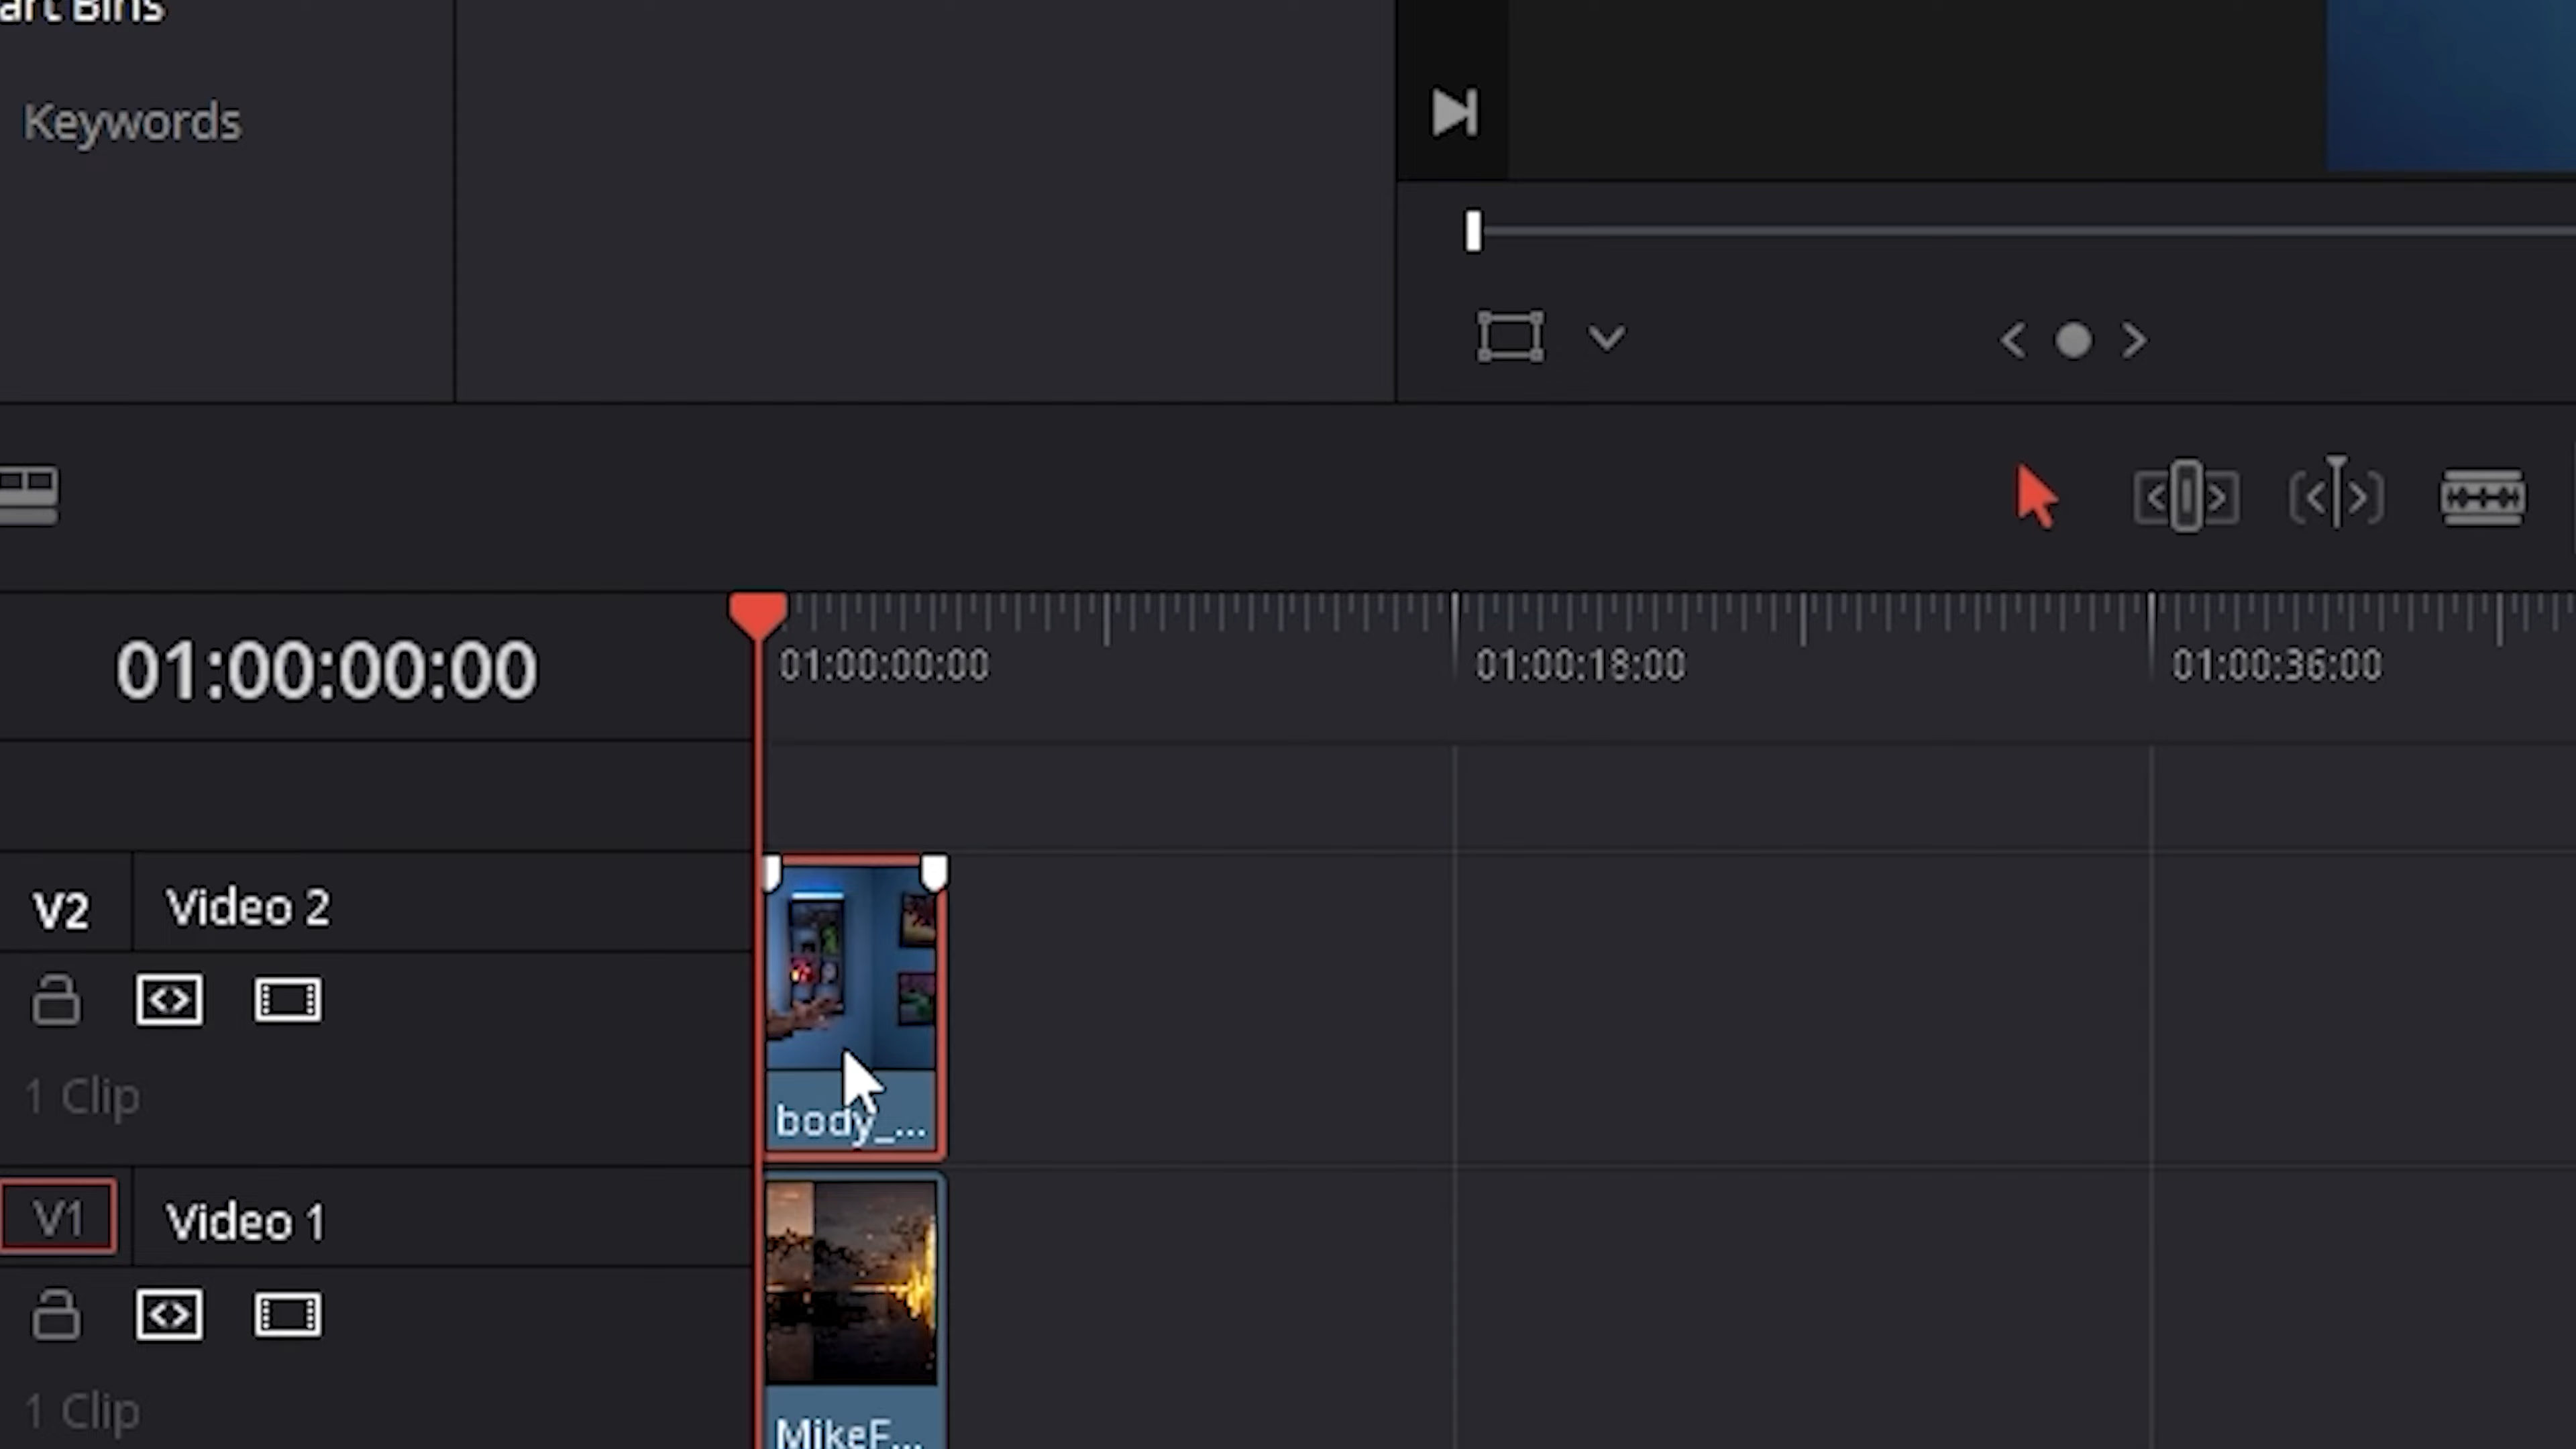 art Bins
Keywords
01:00:00:00
01:00:00:00
01:00:18:00
01:00:36:00
V2
Video 2
1 Clip
body_...
V1
Video 1
1 Clip
MikeF...